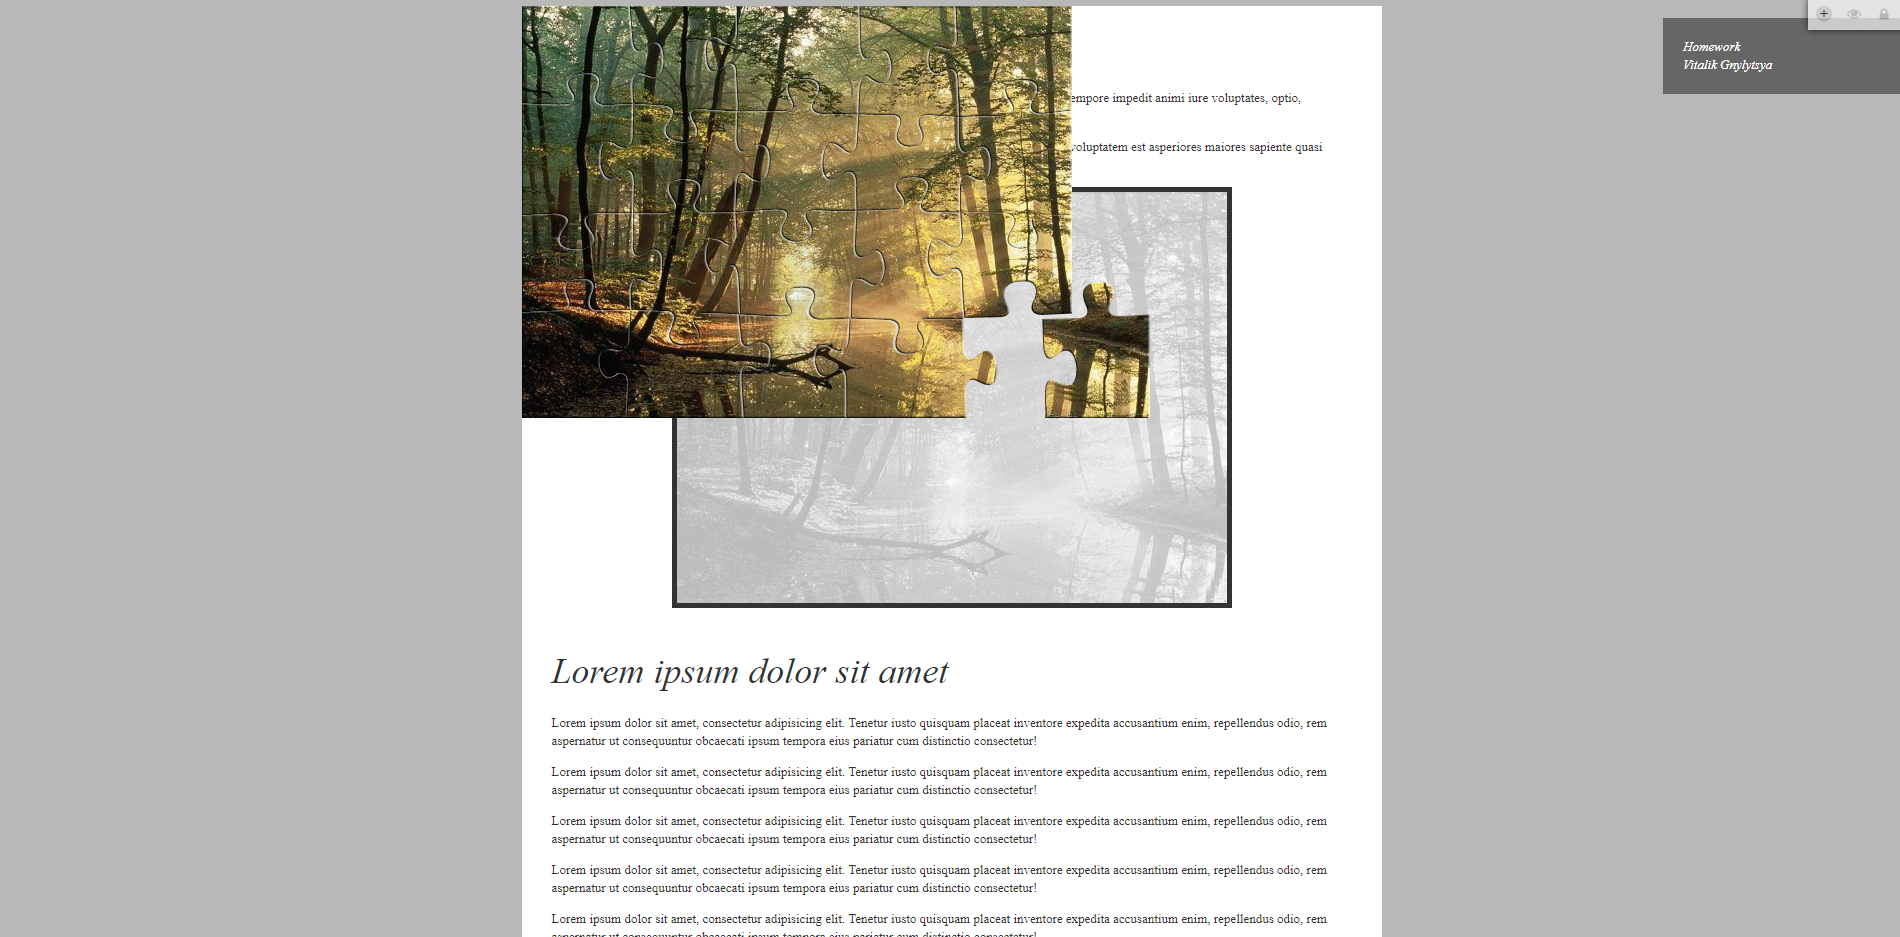 Homework
Vitalik Gnylytsya
impedit animi iure voluptates, optio,
voluptatem est asperiores maiores sapiente quasi
Lorem ipsum dolor sit amet
Lorem ipsum dolor sit amet, consectetur adipisicing elit. Tenetur iusto quisquam placeat inventore expedita accusantium enim, repellendus odio, rem
aspernatur ut consequuntur obcaecati ipsum tempora eius pariatur cum distinctio consectetur!
Lorem ipsum dolor sit amet, consectetur adipisicing elit. Tenetur iusto quisquam placeat inventore expedita accusantium enim, repellendus odio, rem
aspernatur ut consequuntur obcaecati ipsum tempora eius pariatur cum distinctio consectetur!
Lorem ipsum dolor sit amet, consectetur adipisicing elit. Tenetur iusto quisquam placeat inventore expedita accusantium enim, repellendus odio, rem
aspernatur ut consequuntur obcaecati ipsum tempora eius pariatur cum distinctio consectetur!
Lorem ipsum dolor sit amet, consectetur adipisicing elit. Tenetur iusto quisquam placeat inventore expedita accusantium enim, repellendus odio, rem
aspernatur ut consequuntur obcaecati ipsum tempora eius pariatur cum distinctio consectetur!
Lorem ipsum dolor sit amet, consectetur adipisicing elit. Tenetur iusto quisquam placeat inventore expedita accusantium enim, repellendus odio, rem